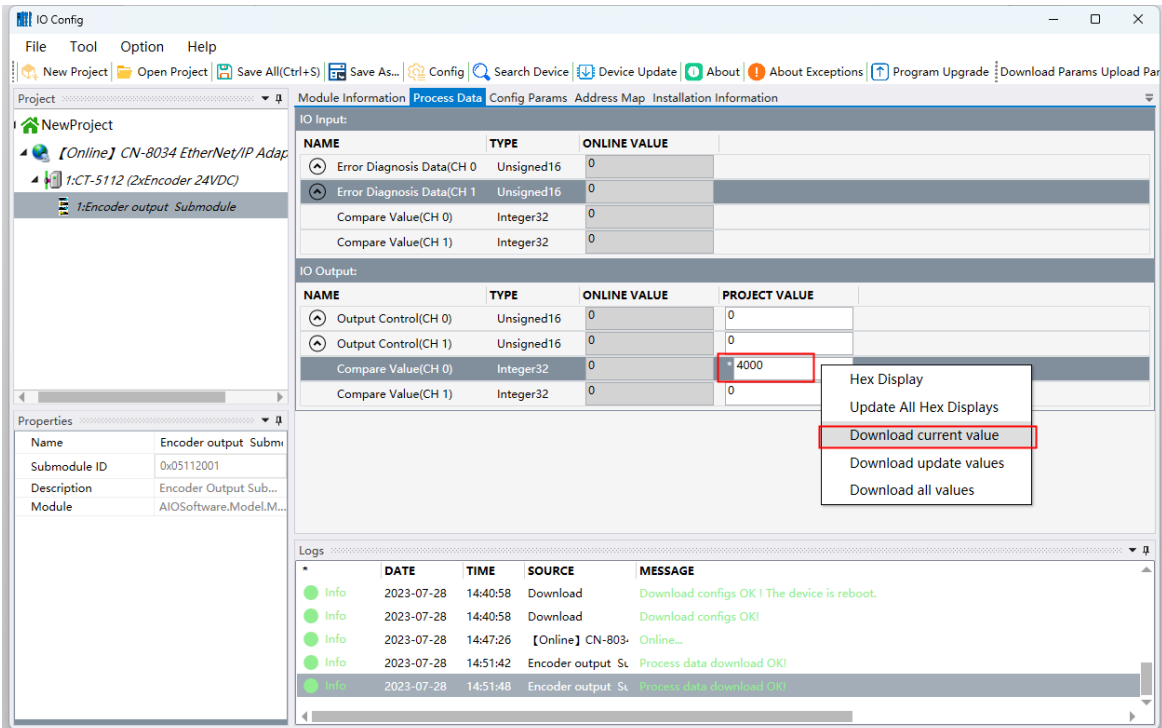 IO Config
File Tool Option Help
New Project Open Project Save All(Ctrl+S) Save As... Config Search Device Device Update About About Exceptions Program Upgrade Download Params Upload Par
Project
NewProject
【Online】CN-8034 EtherNet/IP Adap
1:CT-5112 (2xEncoder 24VDC)
1:Encoder output Submodule
Module Information Process Data Config Params Address Map Installation Information
IO Input:
NAME TYPE ONLINE VALUE
Error Diagnosis Data(CH 0 Unsigned16 0
Error Diagnosis Data(CH 1 Unsigned16 0
Compare Value(CH 0) Integer32 0
Compare Value(CH 1) Integer32 0
IO Output:
NAME TYPE ONLINE VALUE PROJECT VALUE
Output Control(CH 0) Unsigned16 0 0
Output Control(CH 1) Unsigned16 0 0
Compare Value(CH 0) Integer32 0 * 4000
Compare Value(CH 1) Integer32 0 0
Hex Display
Update All Hex Displays
Download current value
Download update values
Download all values
Properties
Name Encoder output Subm
Submodule ID 0x05112001
Description Encoder Output Sub...
Module AIOSoftware.Model.M...
Logs
* DATE TIME SOURCE MESSAGE
Info 2023-07-28 14:40:58 Download Download configs OK ! The device is reboot.
Info 2023-07-28 14:40:58 Download Download configs OK!
Info 2023-07-28 14:47:26 【Online】CN-803 Online...
Info 2023-07-28 14:51:42 Encoder output Su Process data download OK!
Info 2023-07-28 14:51:48 Encoder output Su Process data download OK!